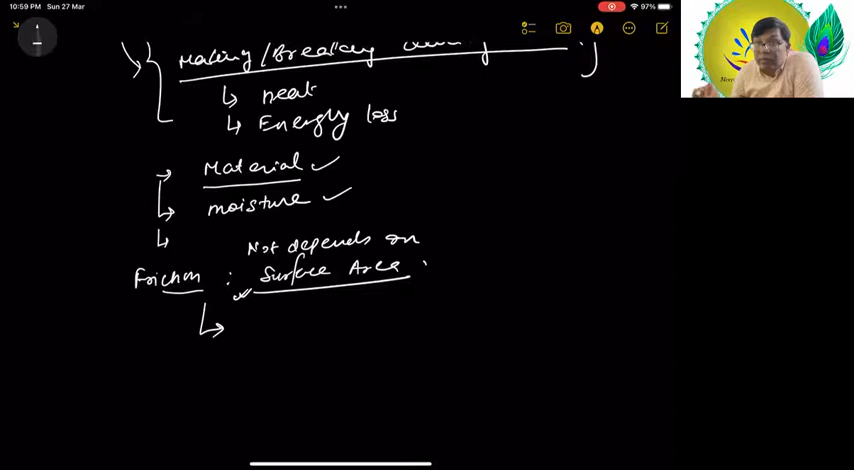 10:59 PM Sun 27 Mar
97%
Making/Breaking
heat
Energly loss
Material
moisture
Not depends on
Friction : Surface Area